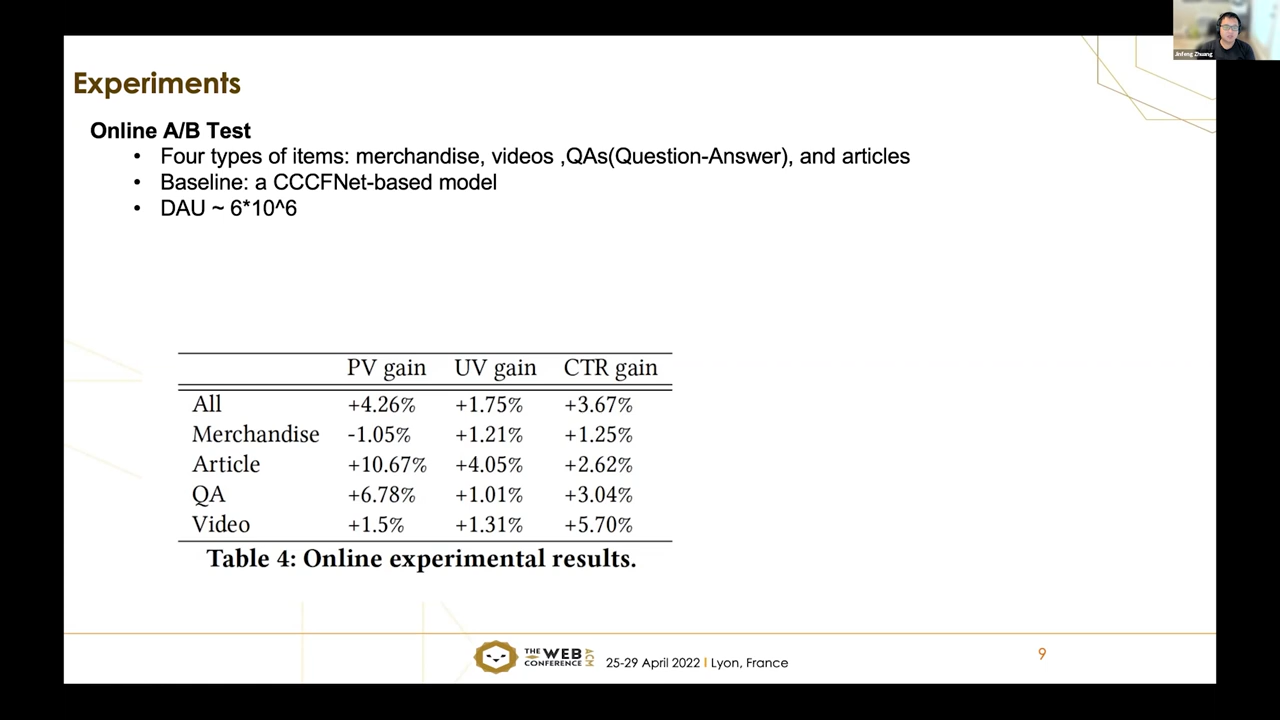 Jinfeng Zhuang
Experiments
Online A/B Test
• Four types of items: merchandise, videos ,QAs(Question-Answer), and articles
• Baseline: a CCCFNet-based model
• DAU ~ 6*10^6
PV gain UV gain CTR gain
All +4.26% +1.75% +3.67%
Merchandise -1.05% +1.21% +1.25%
Article +10.67% +4.05% +2.62%
QA +6.78% +1.01% +3.04%
Video +1.5% +1.31% +5.70%
Table 4: Online experimental results.
THE WEB CONFERENCE ACM
25-29 April 2022 | Lyon, France
9